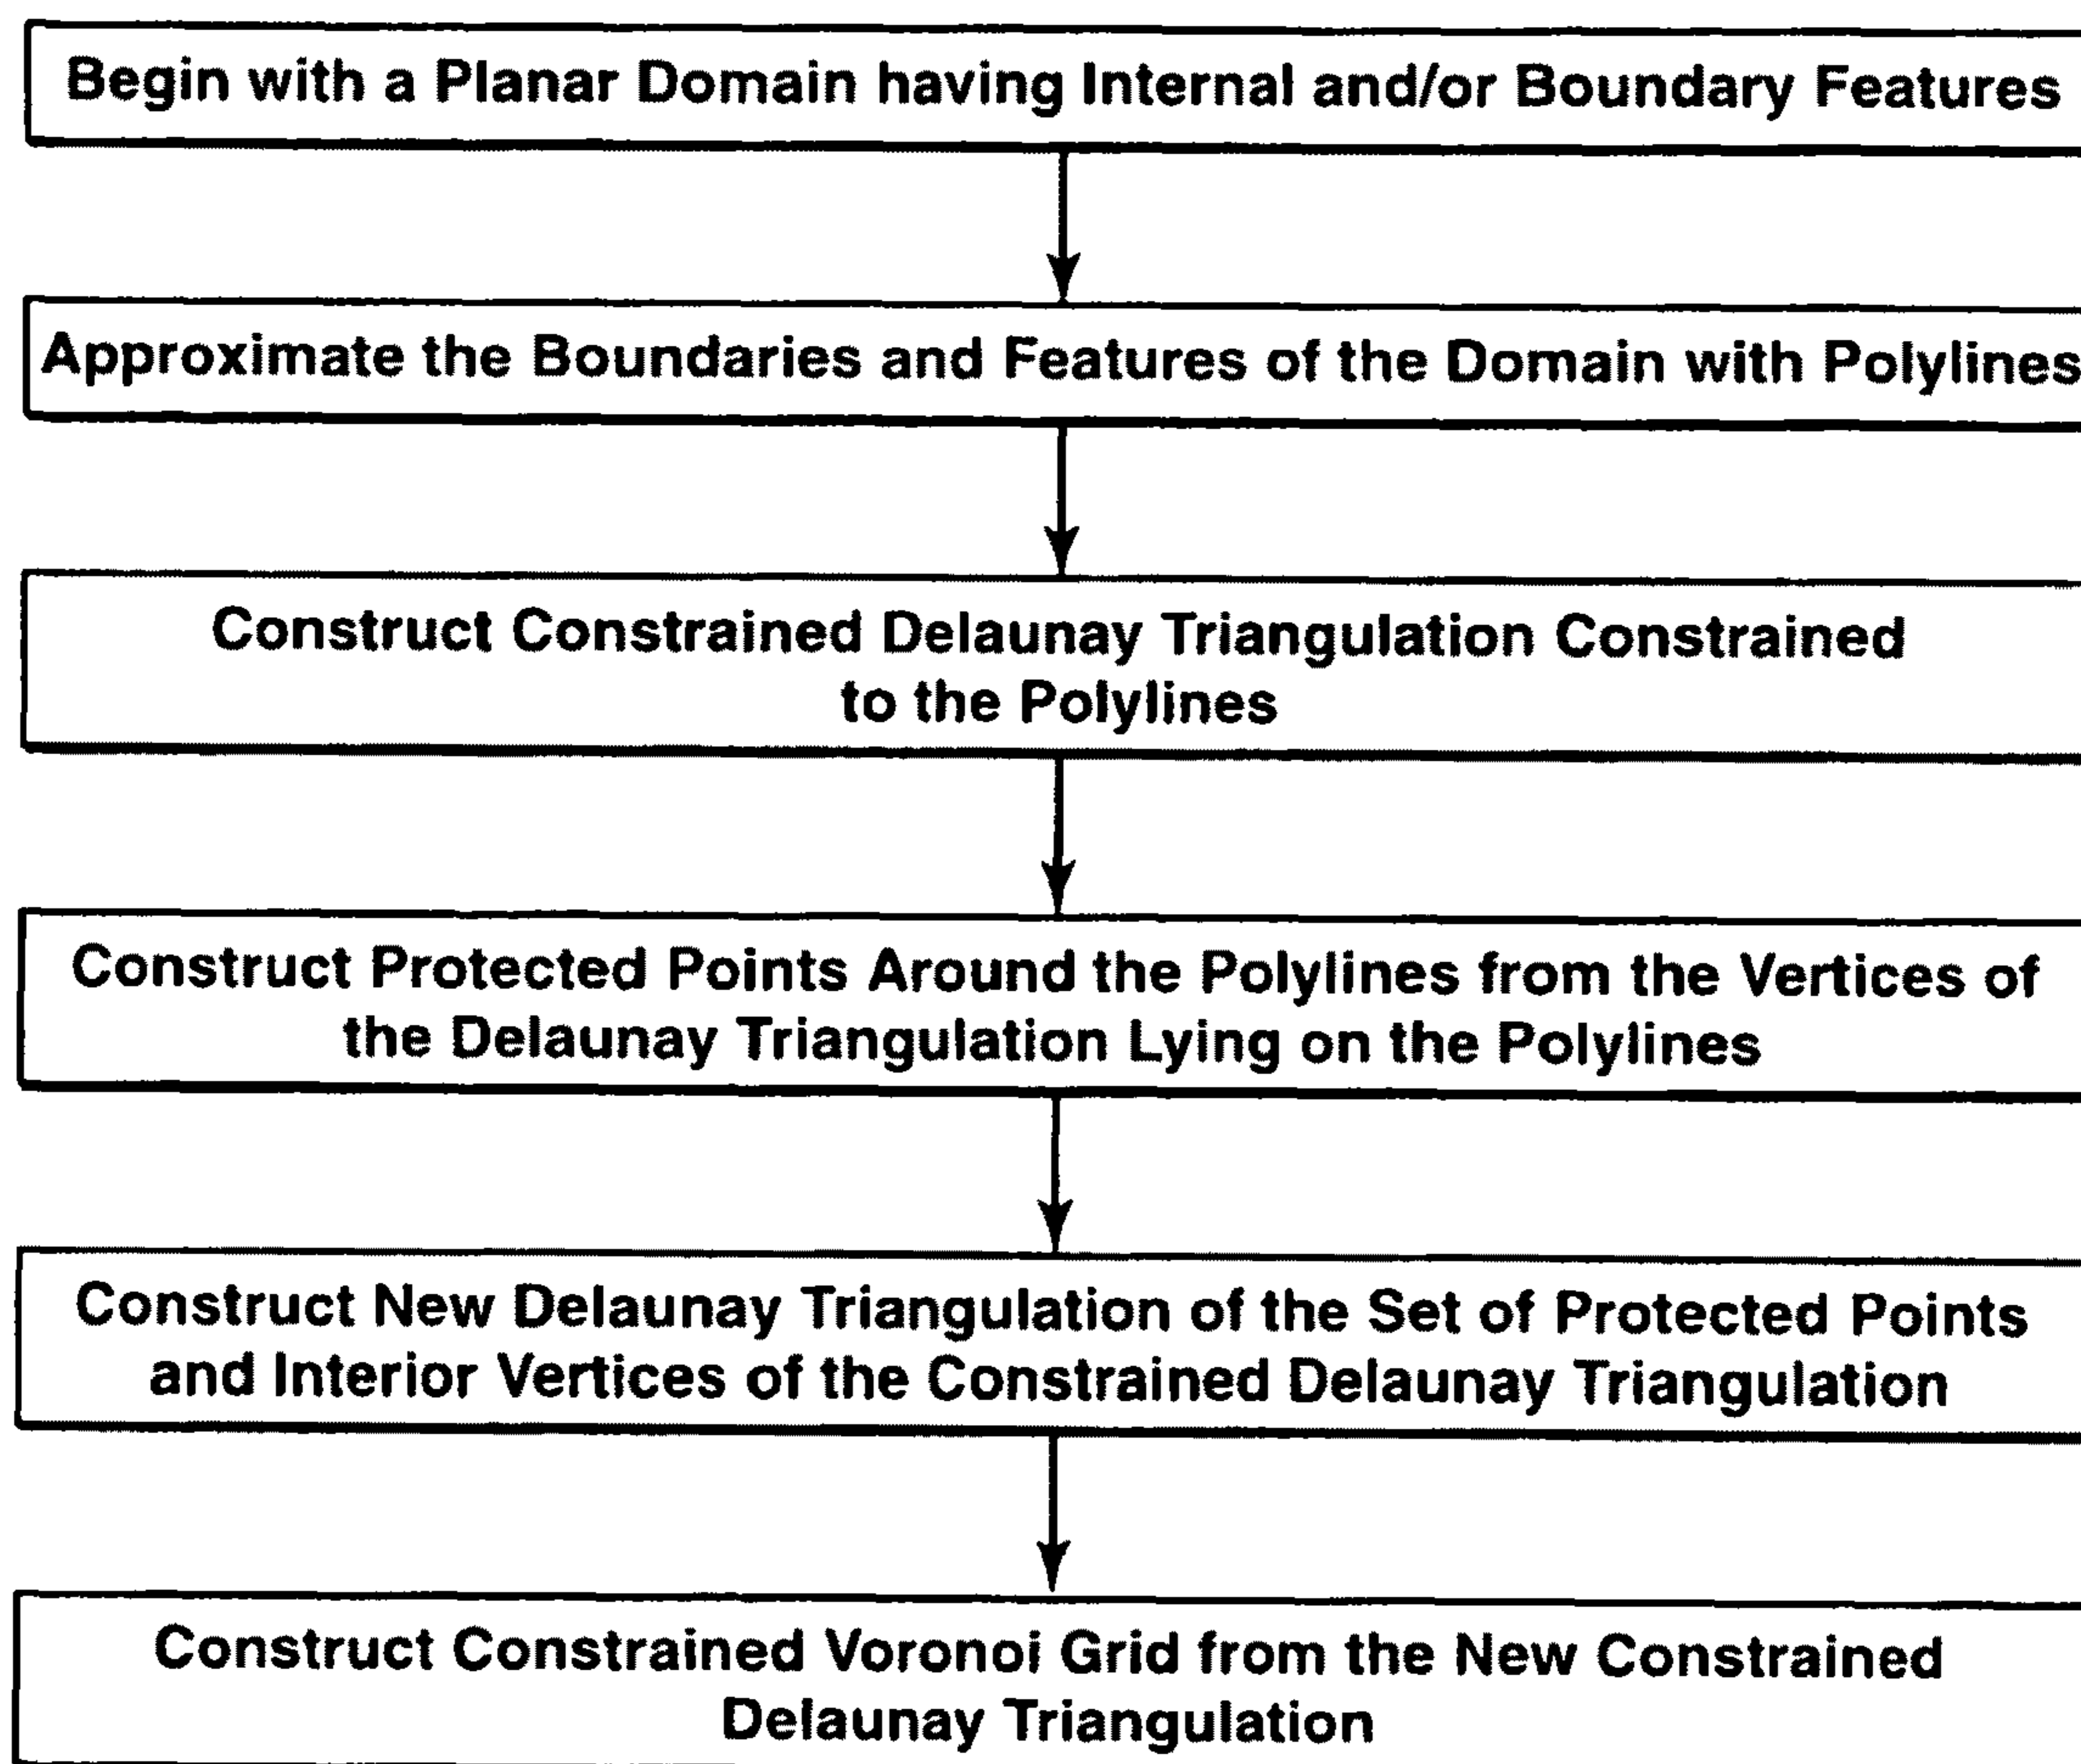 Begin with a Planar Domain having Internal and/or Boundary Features
Approximate the Boundaries and Features of the Domain with Polylines
Construct Constrained Delaunay Triangulation Constrained
to the Polylines
Construct Protected Points Around the Polylines from the Vertices of
the Delaunay Triangulation Lying on the Polylines
Construct New Delaunay Triangulation of the Set of Protected Points
and Interior Vertices of the Constrained Delaunay Triangulation
Construct Constrained Voronoi Grid from the New Constrained
Delaunay Triangulation